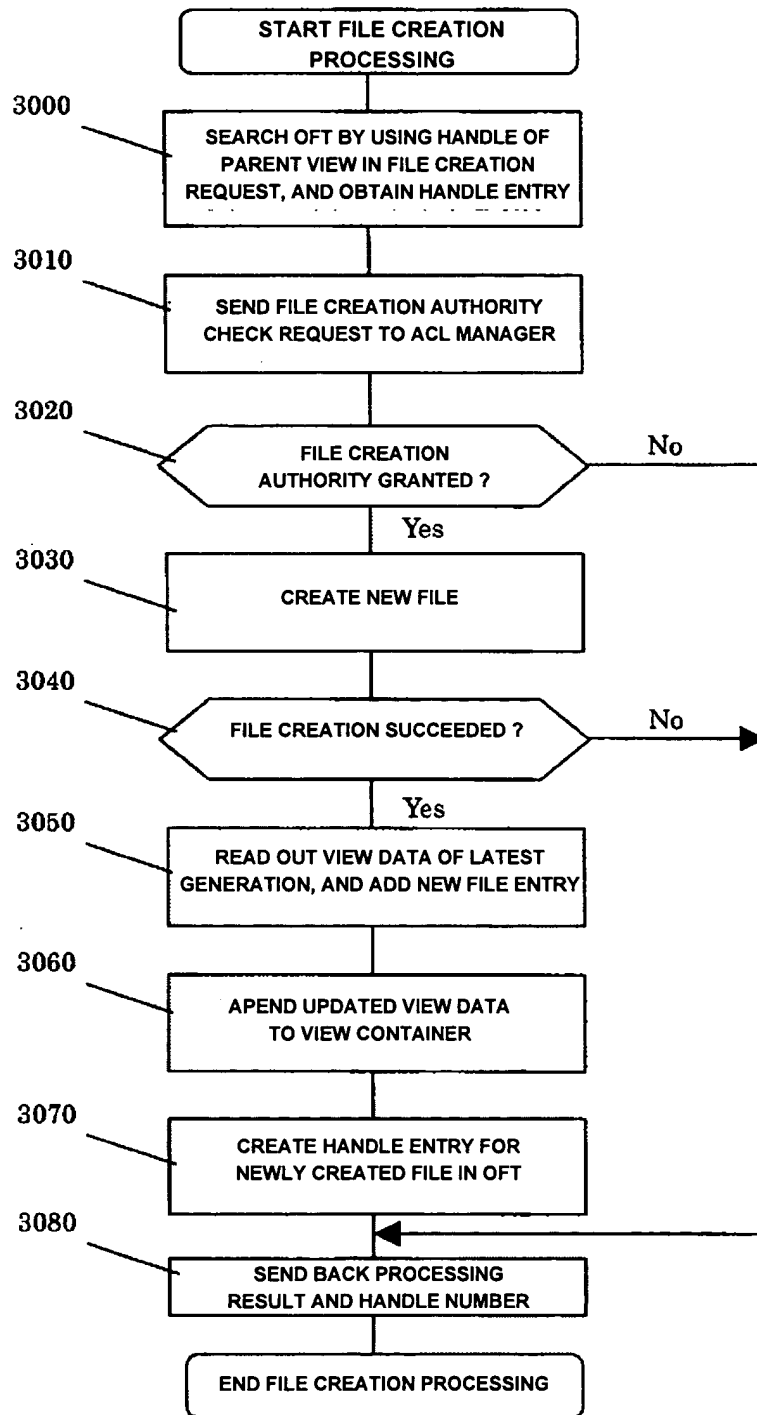 START FILE CREATION
PROCESSING
3000
SEARCH OFT BY USING HANDLE OF
PARENT VIEW IN FILE CREATION
REQUEST, AND OBTAIN HANDLE ENTRY
3010
SEND FILE CREATION AUTHORITY
CHECK REQUEST TO ACL MANAGER
3020
FILE CREATION
AUTHORITY GRANTED ?
No
Yes
3030
CREATE NEW FILE
3040
FILE CREATION SUCCEEDED ?
No
Yes
3050
READ OUT VIEW DATA OF LATEST
GENERATION, AND ADD NEW FILE ENTRY
3060
APEND UPDATED VIEW DATA
TO VIEW CONTAINER
3070
CREATE HANDLE ENTRY FOR
NEWLY CREATED FILE IN OFT
3080
SEND BACK PROCESSING
RESULT AND HANDLE NUMBER
END FILE CREATION PROCESSING